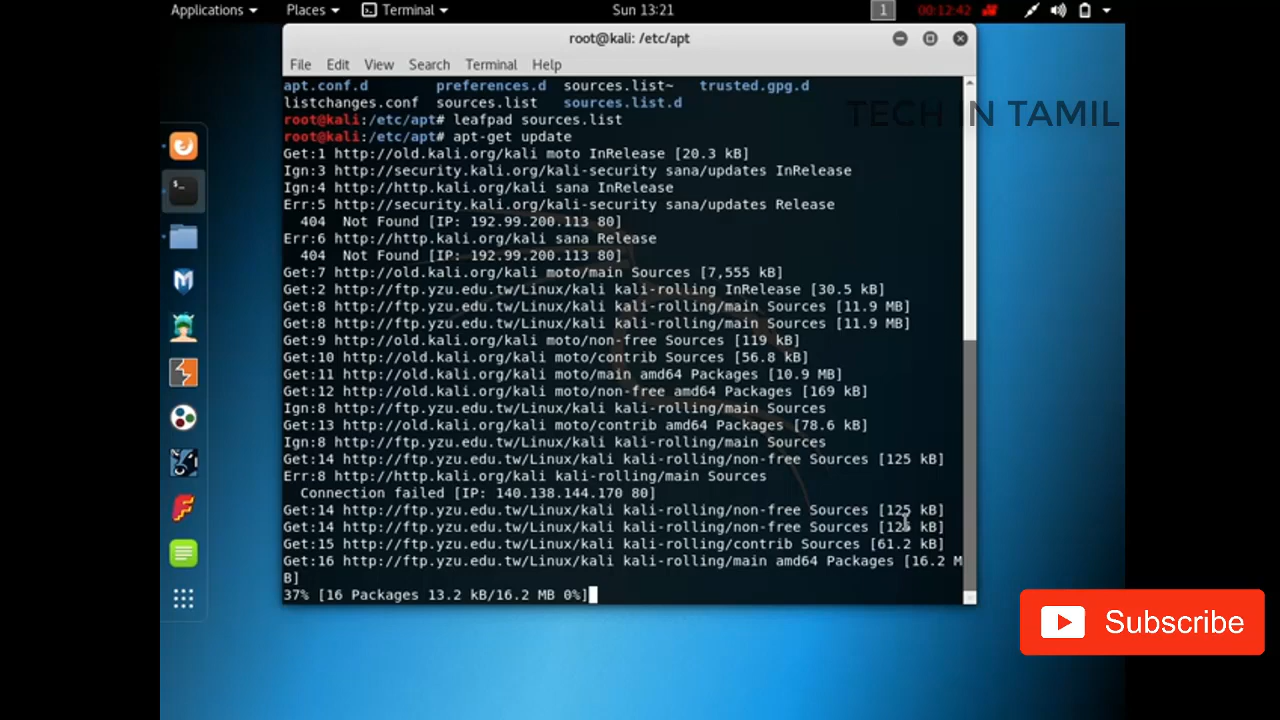 Applications Places Terminal Sun 13:21 1 00:12:42
root@kali: /etc/apt
File Edit View Search Terminal Help
apt.conf.d preferences.d sources.list~ trusted.gpg.d
listchanges.conf sources.list sources.list.d
root@kali:/etc/apt# leafpad sources.list
root@kali:/etc/apt# apt-get update
Get:1 http://old.kali.org/kali moto InRelease [20.3 kB]
Ign:3 http://security.kali.org/kali-security sana/updates InRelease
Ign:4 http://http.kali.org/kali sana InRelease
Err:5 http://security.kali.org/kali-security sana/updates Release
404 Not Found [IP: 192.99.200.113 80]
Err:6 http://http.kali.org/kali sana Release
404 Not Found [IP: 192.99.200.113 80]
Get:7 http://old.kali.org/kali moto/main Sources [7,555 kB]
Get:2 http://ftp.yzu.edu.tw/Linux/kali kali-rolling InRelease [30.5 kB]
Get:8 http://ftp.yzu.edu.tw/Linux/kali kali-rolling/main Sources [11.9 MB]
Get:8 http://ftp.yzu.edu.tw/Linux/kali kali-rolling/main Sources [11.9 MB]
Get:9 http://old.kali.org/kali moto/non-free Sources [119 kB]
Get:10 http://old.kali.org/kali moto/contrib Sources [56.8 kB]
Get:11 http://old.kali.org/kali moto/main amd64 Packages [10.9 MB]
Get:12 http://old.kali.org/kali moto/non-free amd64 Packages [169 kB]
Ign:8 http://ftp.yzu.edu.tw/Linux/kali kali-rolling/main Sources
Get:13 http://old.kali.org/kali moto/contrib amd64 Packages [78.6 kB]
Ign:8 http://ftp.yzu.edu.tw/Linux/kali kali-rolling/main Sources
Get:14 http://ftp.yzu.edu.tw/Linux/kali kali-rolling/non-free Sources [125 kB]
Err:8 http://http.kali.org/kali kali-rolling/main Sources
Connection failed [IP: 140.138.144.170 80]
Get:14 http://ftp.yzu.edu.tw/Linux/kali kali-rolling/non-free Sources [125 kB]
Get:14 http://ftp.yzu.edu.tw/Linux/kali kali-rolling/non-free Sources [125 kB]
Get:15 http://ftp.yzu.edu.tw/Linux/kali kali-rolling/contrib Sources [61.2 kB]
Get:16 http://ftp.yzu.edu.tw/Linux/kali kali-rolling/main amd64 Packages [16.2 M
B]
37% [16 Packages 13.2 kB/16.2 MB 0%]
TECH IN TAMIL
Subscribe